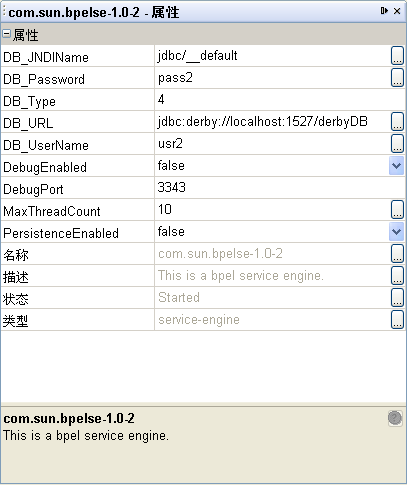 com.sun.bpelse-1.0-2 - 属性
属性
DB_JNDIName jdbc/__default
DB_Password pass2
DB_Type 4
DB_URL jdbc:derby://localhost:1527/derbyDB
DB_UserName usr2
DebugEnabled false
DebugPort 3343
MaxThreadCount 10
PersistenceEnabled false
名称 com.sun.bpelse-1.0-2
描述 This is a bpel service engine.
状态 Started
类型 service-engine
com.sun.bpelse-1.0-2
This is a bpel service engine.